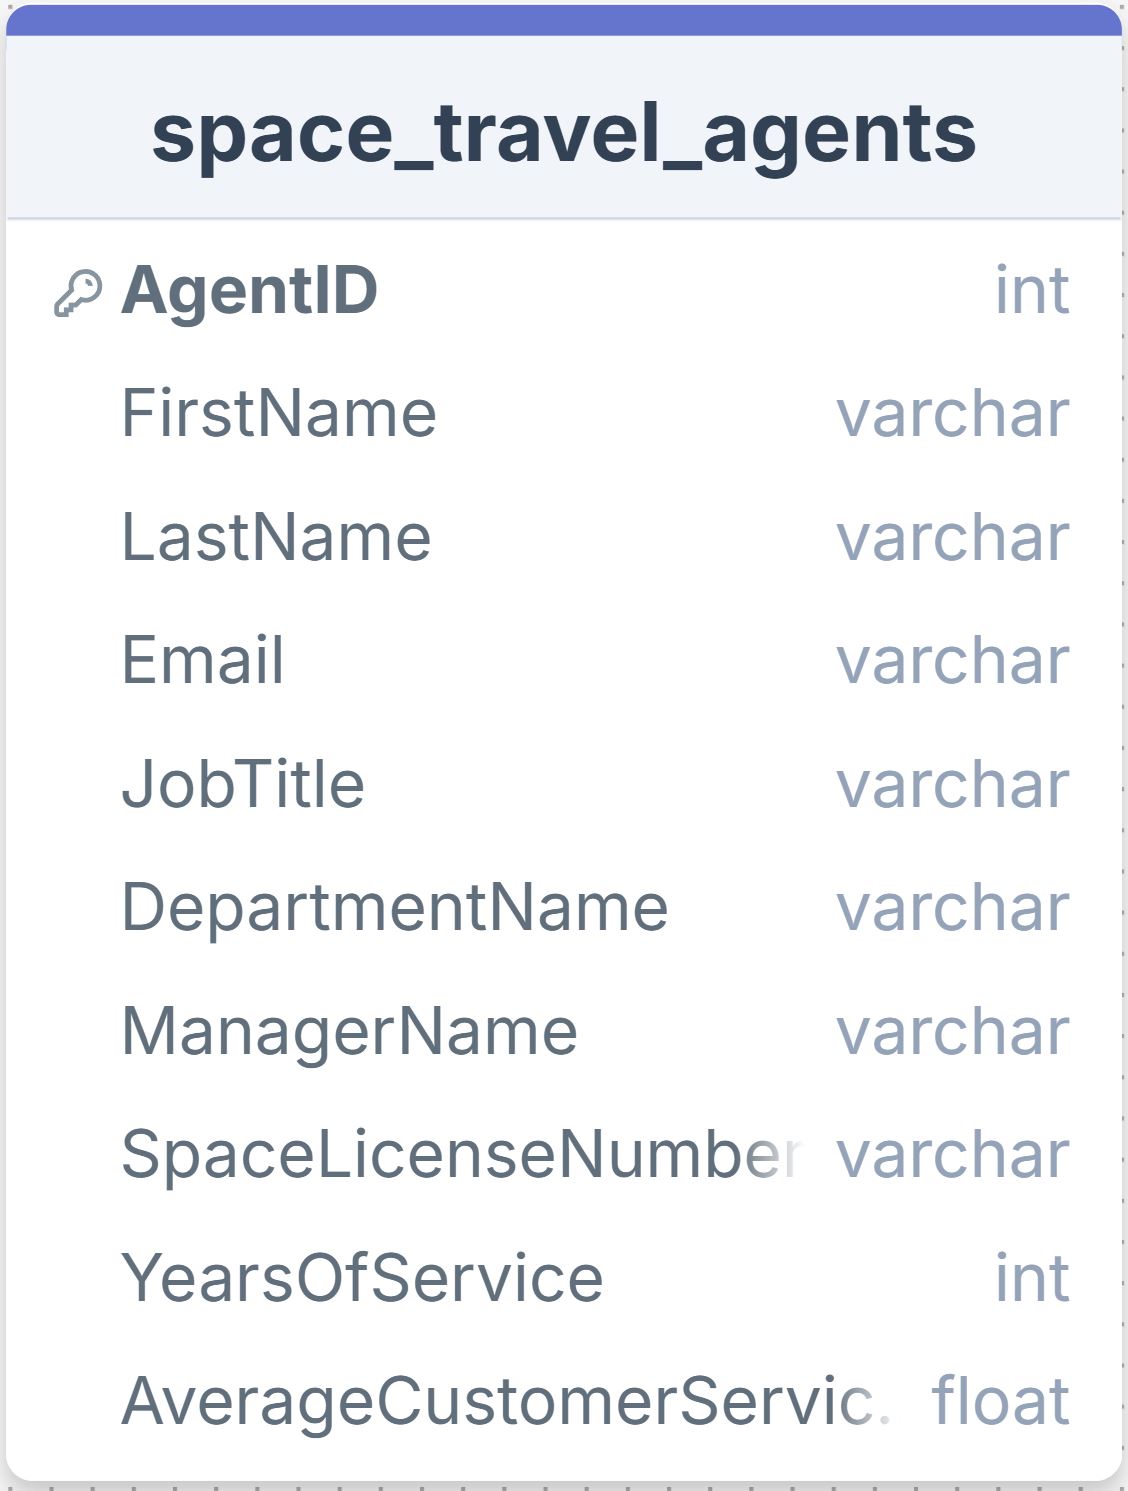 space_travel_agents
AgentID int
FirstName varchar
LastName varchar
Email varchar
JobTitle varchar
DepartmentName varchar
ManagerName varchar
SpaceLicenseNumber varchar
YearsOfService int
AverageCustomerServic. float